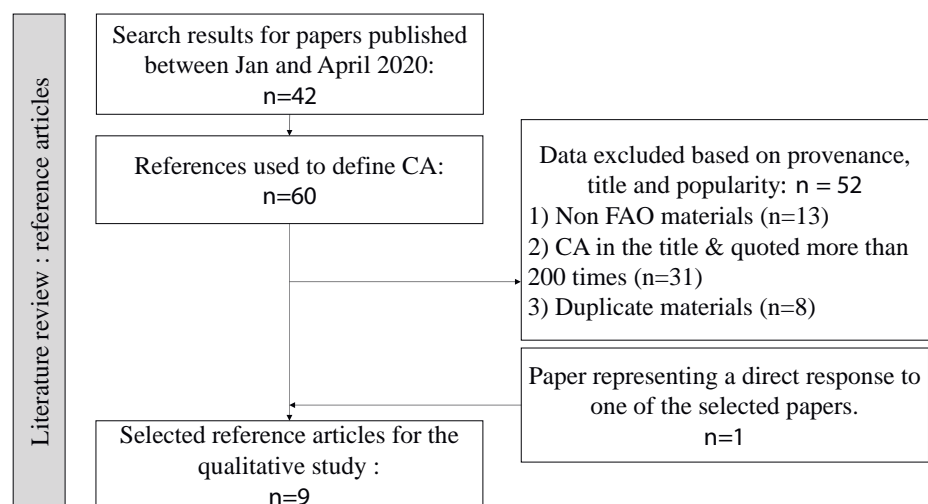 Literature review : reference articles
Search results for papers published
between Jan and April 2020:
n=42
References used to define CA:
n=60
Data excluded based on provenance,
title and popularity: n = 52
1) Non FAO materials (n=13)
2) CA in the title & quoted more than
200 times (n=31)
3) Duplicate materials (n=8)
Paper representing a direct response to
one of the selected papers.
n=1
Selected reference articles for the
qualitative study :
n=9